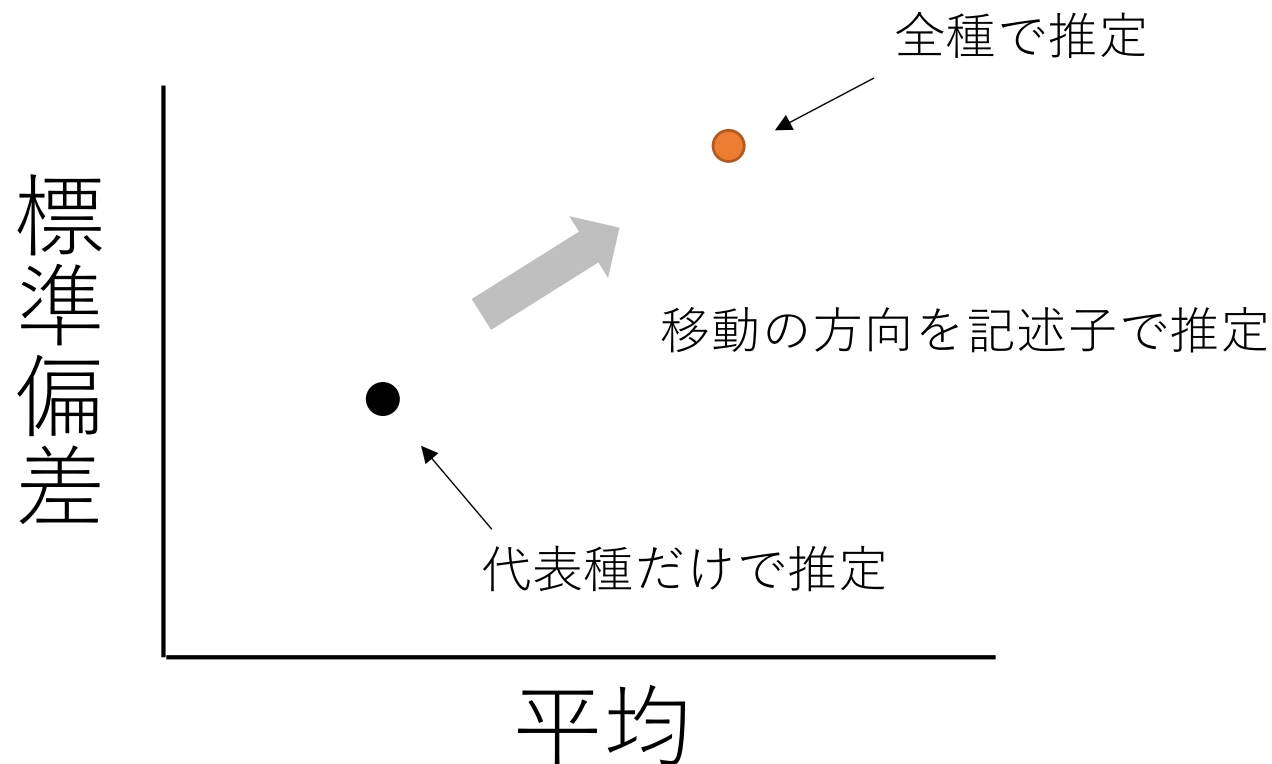 全種で推定
標準偏差
移動の方向を記述子で推定
代表種だけで推定
平均